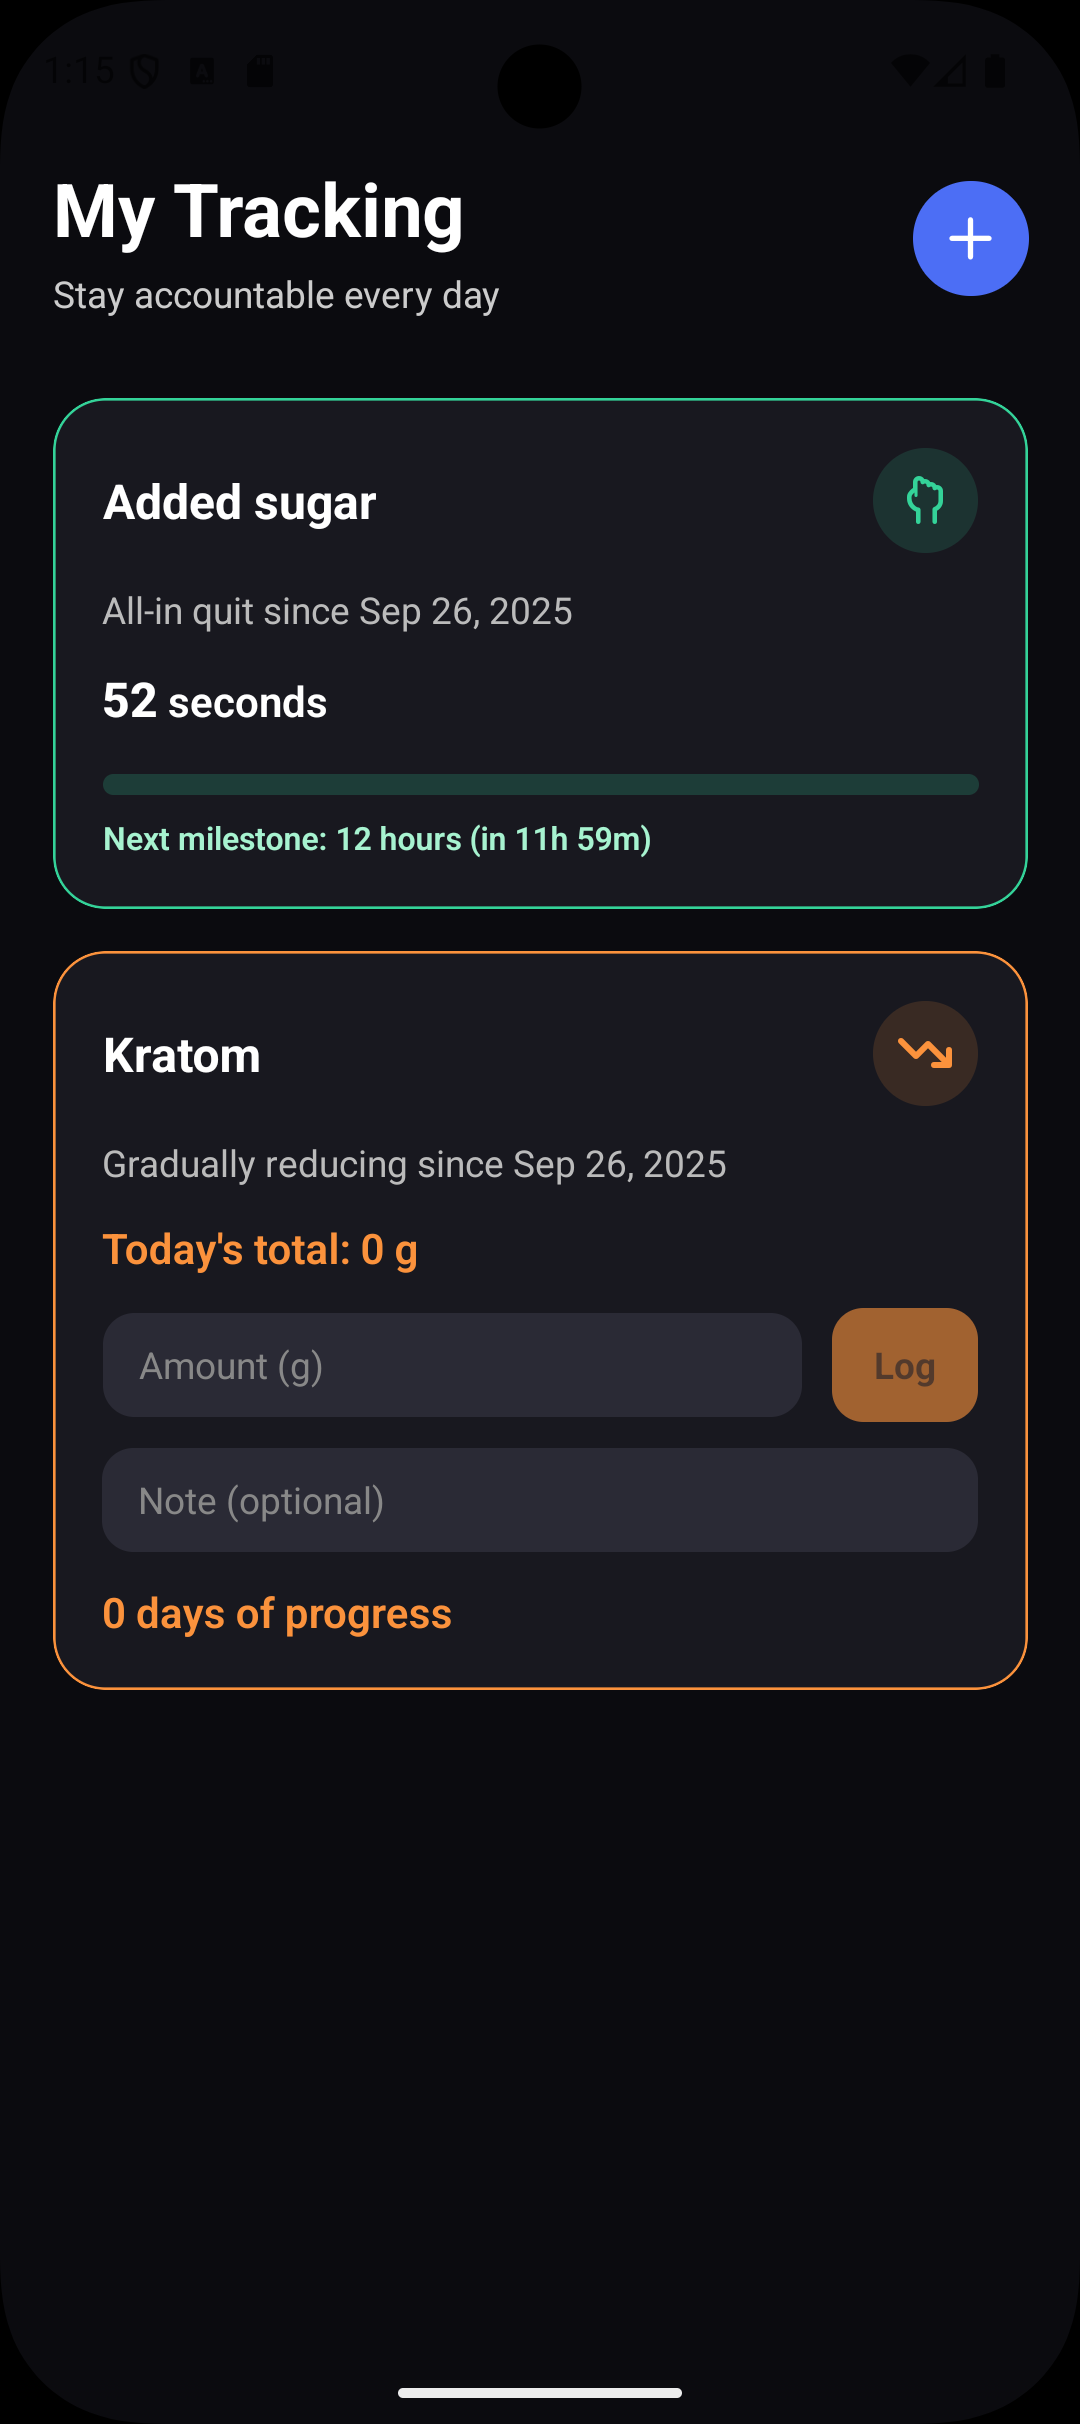 1:15
My Tracking
Stay accountable every day
Added sugar
All-in quit since Sep 26, 2025
52 seconds
Next milestone: 12 hours (in 11h 59m)
Kratom
Gradually reducing since Sep 26, 2025
Today's total: 0 g
Amount (g)
Log
Note (optional)
0 days of progress